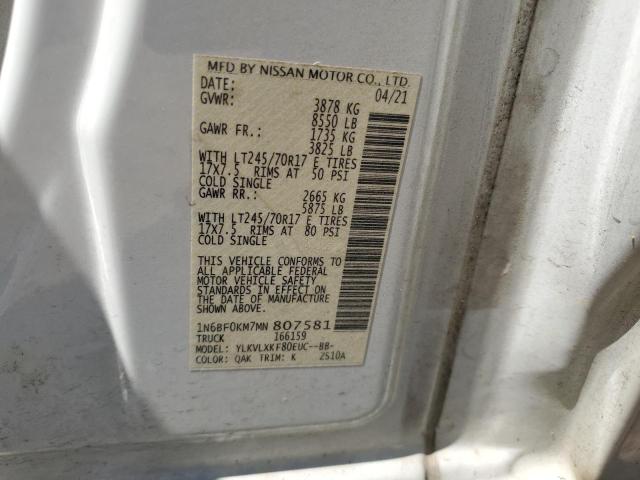 MFD BY NISSAN MOTOR CO., LTD.
DATE: 04/21
GVWR: 3878 KG
8550 LB
GAWR FR.: 1735 KG
3825 LB
WITH LT245/70R17 E TIRES
17X7.5 RIMS AT 50 PSI
COLD SINGLE
GAWR RR.: 2665 KG
5875 LB
WITH LT245/70R17 E TIRES
17X7.5 RIMS AT 80 PSI
COLD SINGLE
THIS VEHICLE CONFORMS TO
ALL APPLICABLE FEDERAL
MOTOR VEHICLE SAFETY
STANDARDS IN EFFECT ON
THE DATE OF MANUFACTURE
SHOWN ABOVE.
1N6BF0KM7MN807581
TRUCK 166159
MODEL: YLKVLXKF80EUC--BB-
COLOR: QAK TRIM: K 2510A